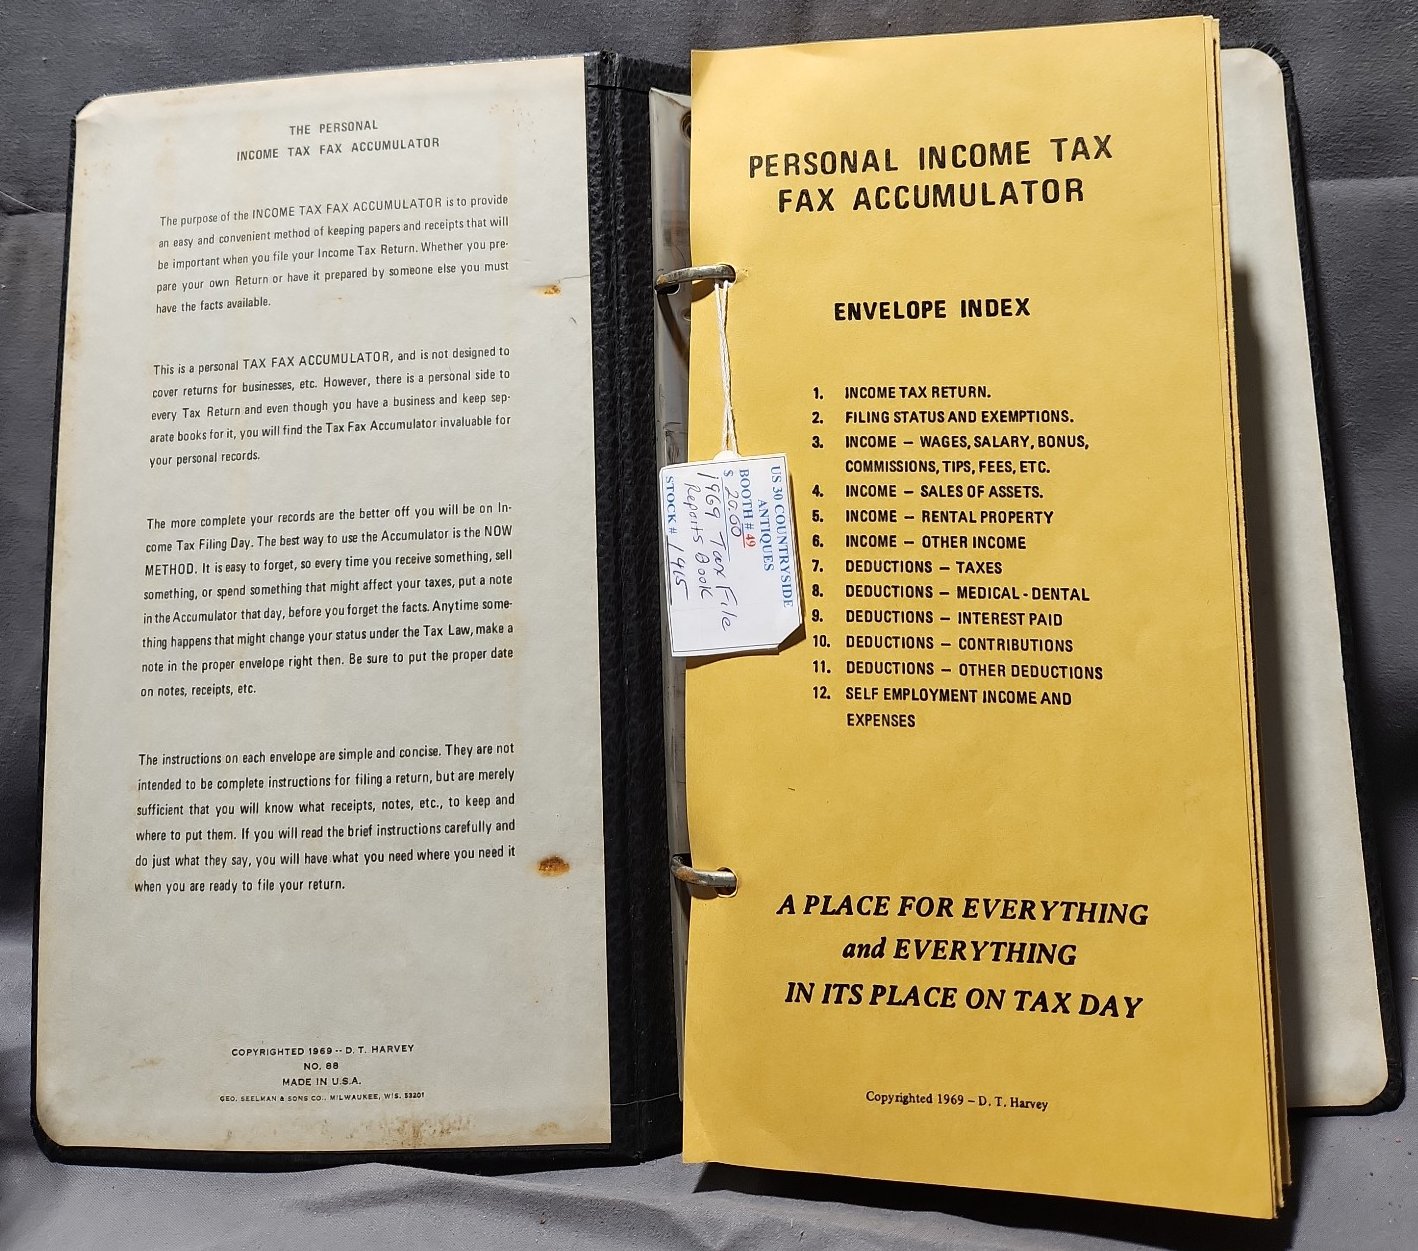 THE PERSONAL
INCOME TAX FAX ACCUMULATOR
The purpose of the INCOME TAX FAX ACCUMULATOR is to provide
an easy and convenient method of keeping papers and receipts that will
be important when you file your Income Tax Return. Whether you pre-
pare your own Return or have it prepared by someone else you must
have the facts available.
This is a personal TAX FAX ACCUMULATOR, and is not designed to
cover returns for businesses, etc. However, there is a personal side to
every Tax Return and even though you have a business and keep sep-
arate books for it, you will find the Tax Fax Accumulator invaluable for
your personal records.
The more complete your records are the better off you will be on In-
come Tax Filing Day. The best way to use the Accumulator is the NOW
METHOD. It is easy to forget, so every time you receive something, sell
something, or spend something that might affect your taxes, put a note
in the Accumulator that day, before you forget the facts. Anytime some-
thing happens that might change your status under the Tax Law, make a
note in the proper envelope right then. Be sure to put the proper date
on notes, receipts, etc.
The instructions on each envelope are simple and concise. They are not
intended to be complete instructions for filing a return, but are merely
sufficient that you will know what receipts, notes, etc., to keep and
where to put them. If you will read the brief instructions carefully and
do just what they say, you will have what you need where you need it
when you are ready to file your return.
COPYRIGHTED 1969 -- D. T. HARVEY
NO. 88
MADE IN U.S.A.
GEO. SEELMAN & SONS CO., MILWAUKEE, WIS. 53201
PERSONAL INCOME TAX
FAX ACCUMULATOR
ENVELOPE INDEX
1. INCOME TAX RETURN.
2. FILING STATUS AND EXEMPTIONS.
3. INCOME – WAGES, SALARY, BONUS,
COMMISSIONS, TIPS, FEES, ETC.
4. INCOME – SALES OF ASSETS.
5. INCOME – RENTAL PROPERTY
6. INCOME – OTHER INCOME
7. DEDUCTIONS – TAXES
8. DEDUCTIONS – MEDICAL - DENTAL
9. DEDUCTIONS – INTEREST PAID
10. DEDUCTIONS – CONTRIBUTIONS
11. DEDUCTIONS – OTHER DEDUCTIONS
12. SELF EMPLOYMENT INCOME AND
EXPENSES
A PLACE FOR EVERYTHING
and EVERYTHING
IN ITS PLACE ON TAX DAY
Copyrighted 1969 – D. T. Harvey
US 30 COUNTRYSIDE
ANTIQUES
BOOTH # 49
$ 20.00
1969 Tax File
Reports Book
STOCK # L915